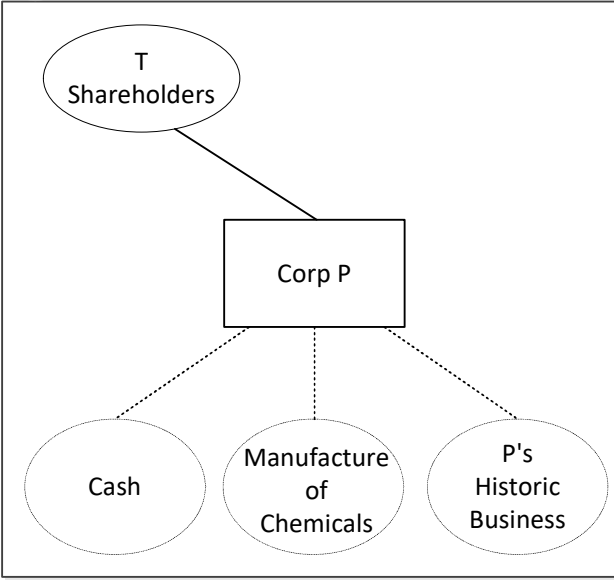 T
Shareholders
Corp P
Cash
Manufacture
of
Chemicals
P's
Historic
Business